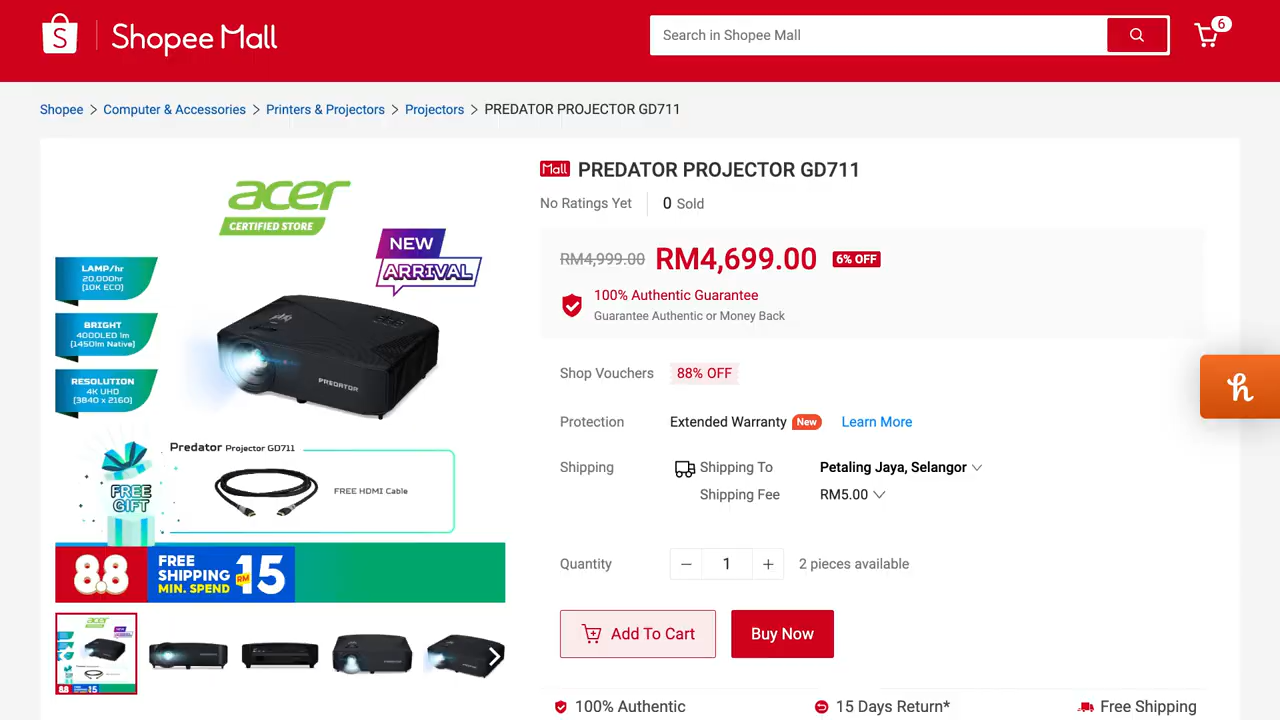 Shopee Mall
Search in Shopee Mall
6
Shopee > Computer & Accessories > Printers & Projectors > Projectors > PREDATOR PROJECTOR GD711
acer
CERTIFIED STORE
NEW
ARRIVAL
LAMP/hr
20,000hr
(10K ECO)
BRIGHT
4000LED lm
(1450lm Native)
RESOLUTION
4K UHD
(3840 x 2160)
PREDATOR
Predator Projector GD711
FREE
GIFT
FREE HDMI Cable
8.8
FREE
SHIPPING
MIN. SPEND
RM
15
Mall PREDATOR PROJECTOR GD711
No Ratings Yet
0 Sold
RM4,999.00 RM4,699.00 6% OFF
100% Authentic Guarantee
Guarantee Authentic or Money Back
Shop Vouchers 88% OFF
Protection Extended Warranty New Learn More
Shipping Shipping To Petaling Jaya, Selangor
Shipping Fee RM5.00
Quantity 1 2 pieces available
Add To Cart
Buy Now
100% Authentic
15 Days Return*
Free Shipping